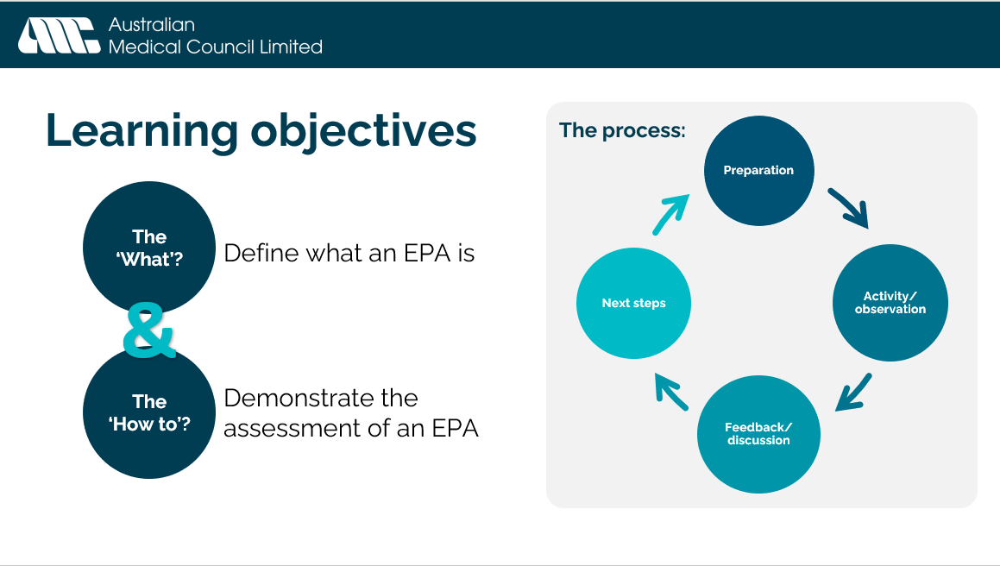 Australian
Medical Council Limited
Learning objectives
The
‘What’?
Define what an EPA is
&
The
‘How to’?
Demonstrate the
assessment of an EPA
The process:
Preparation
Activity/
observation
Feedback/
discussion
Next steps